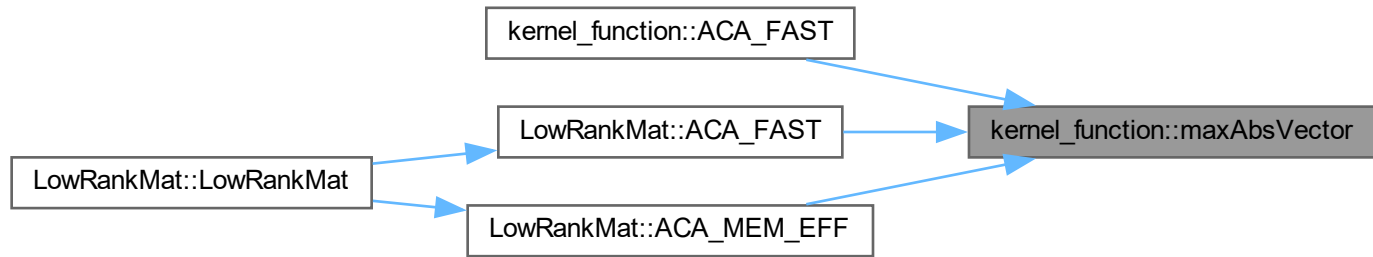 kernel_function::ACA_FAST
LowRankMat::ACA_FAST
kernel_function::maxAbsVector
LowRankMat::LowRankMat
LowRankMat::ACA_MEM_EFF